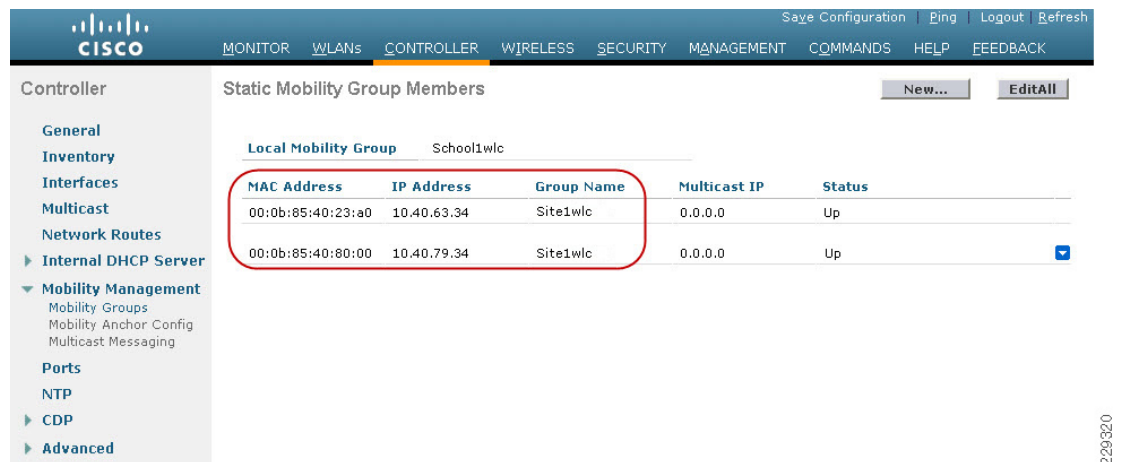 Save Configuration | Ping | Logout | Refresh
CISCO
MONITOR WLANs CONTROLLER WIRELESS SECURITY MANAGEMENT COMMANDS HELP FEEDBACK
Controller
General
Inventory
Interfaces
Multicast
Network Routes
Internal DHCP Server
Mobility Management
Mobility Groups
Mobility Anchor Config
Multicast Messaging
Ports
NTP
CDP
Advanced
Static Mobility Group Members
New...
EditAll
Local Mobility Group School1wlc
MAC Address IP Address Group Name Multicast IP Status
00:0b:85:40:23:a0 10.40.63.34 Site1wlc 0.0.0.0 Up
00:0b:85:40:80:00 10.40.79.34 Site1wlc 0.0.0.0 Up
229320